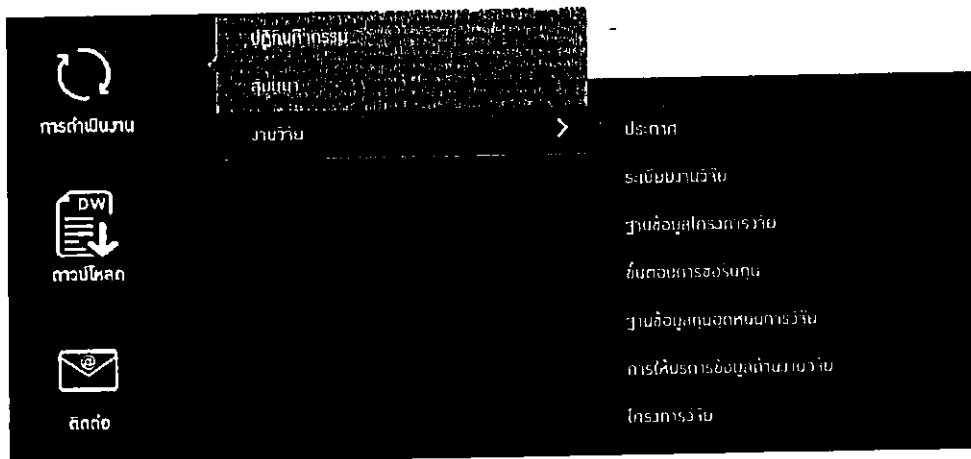 การดำเนินงาน
DW
ดาวน์โหลด
@
ติดต่อ
ปฏิทินกิจกรรม
สัมมนา
งานวิจัย
ประกาศ
ระเบียบงานวิจัย
ฐานข้อมูลโครงการวิจัย
ขั้นตอนการขอรับทุน
ฐานข้อมูลทุนอุดหนุนการวิจัย
การให้บริการข้อมูลด้านงานวิจัย
โครงการวิจัย